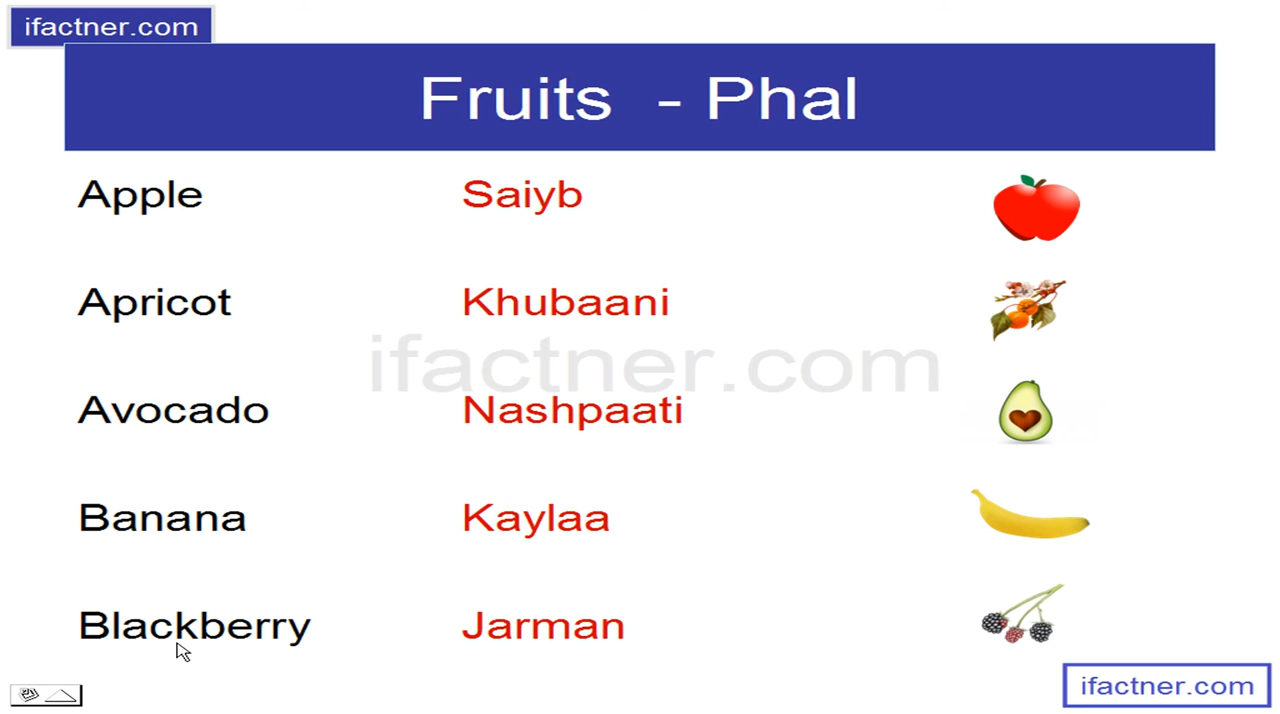 ifactner.com
Fruits - Phal
Apple Saiyb
Apricot Khubaani
ifactner.com
Avocado Nashpaati
Banana Kaylaa
Blackberry Jarman
ifactner.com